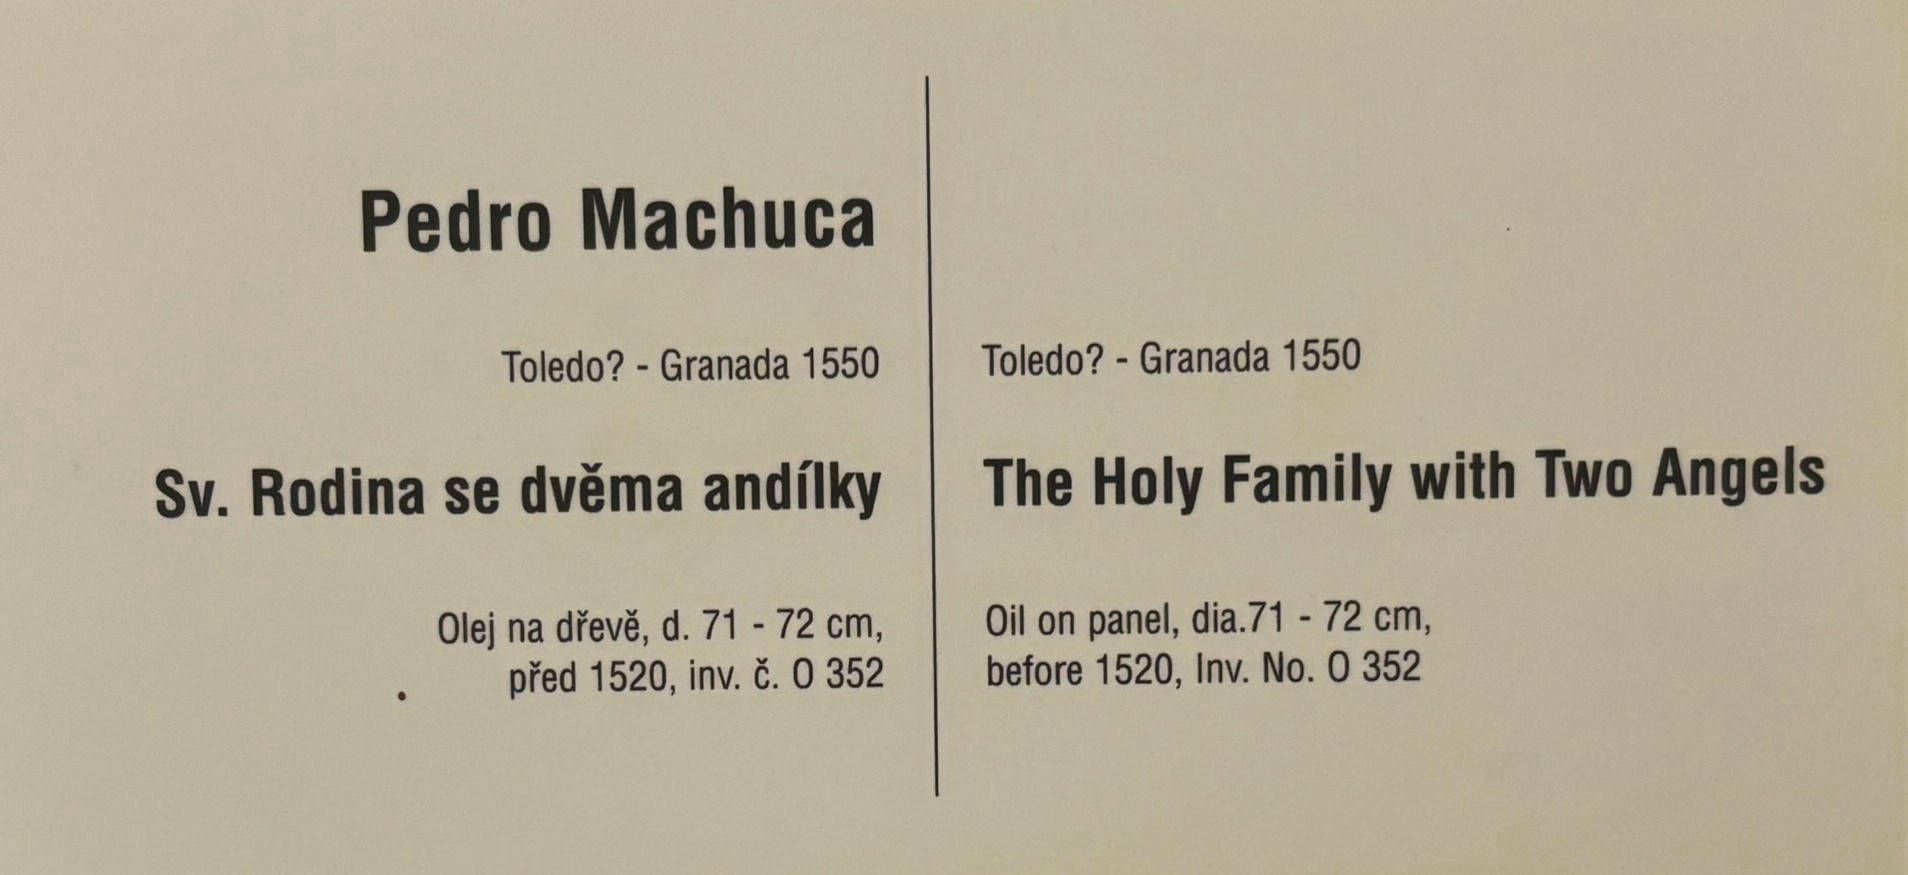 Pedro Machuca
Toledo? - Granada 1550
Sv. Rodina se dvěma andílky
Olej na dřevě, d. 71 - 72 cm,
před 1520, inv. č. O 352
Toledo? - Granada 1550
The Holy Family with Two Angels
Oil on panel, dia.71 - 72 cm,
before 1520, Inv. No. O 352